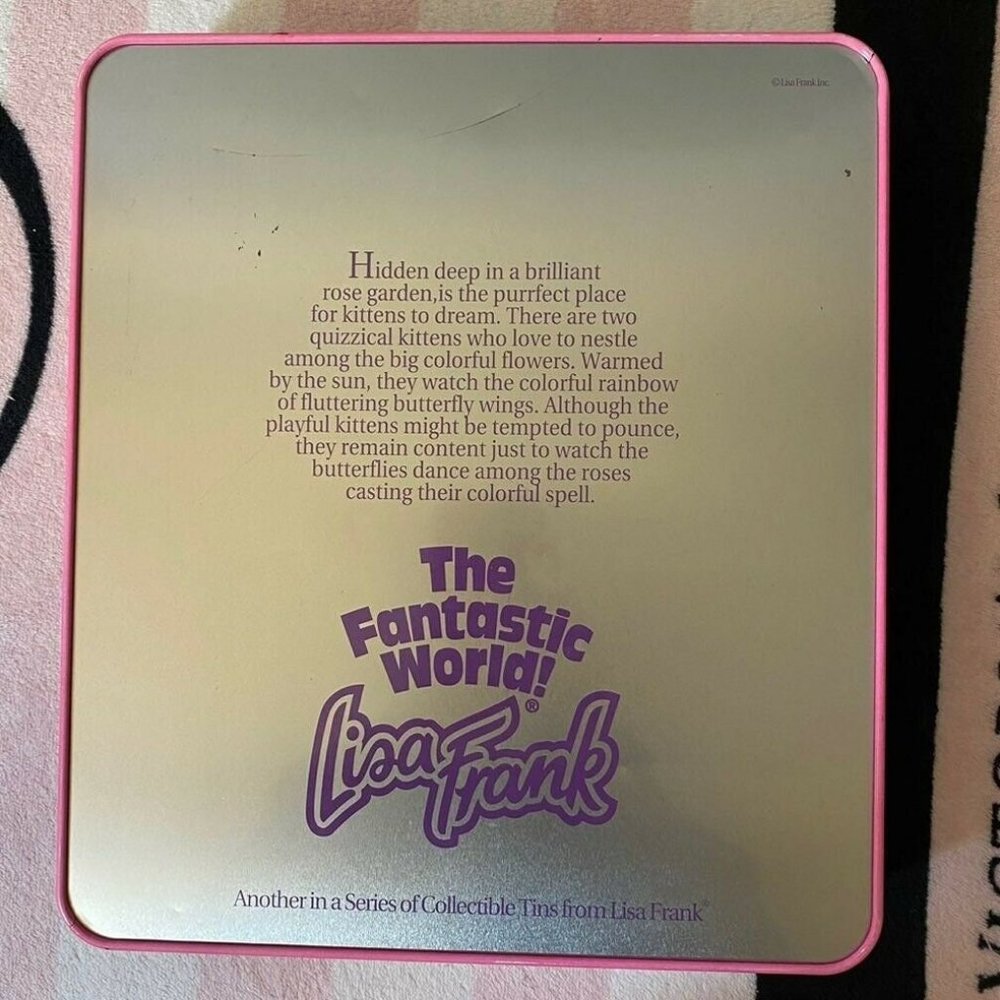 © Lisa Frank Inc.
Hidden deep in a brilliant
rose garden,is the purrfect place
for kittens to dream. There are two
quizzical kittens who love to nestle
among the big colorful flowers. Warmed
by the sun, they watch the colorful rainbow
of fluttering butterfly wings. Although the
playful kittens might be tempted to pounce,
they remain content just to watch the
butterflies dance among the roses
casting their colorful spell.
The
Fantastic
World!
Lisa Frank®
Another in a Series of Collectible Tins from Lisa Frank®